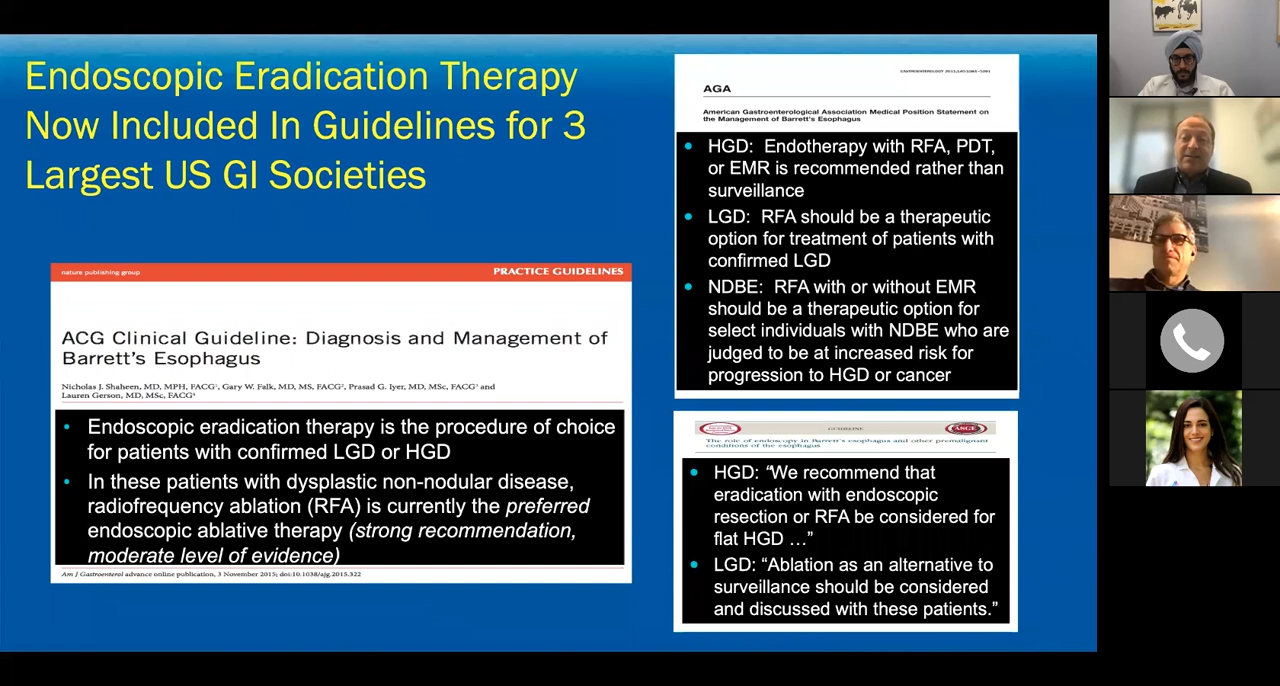 Endoscopic Eradication Therapy
Now Included In Guidelines for 3
Largest US GI Societies
nature publishing group
PRACTICE GUIDELINES
ACG Clinical Guideline: Diagnosis and Management of
Barrett's Esophagus
Nicholas J. Shaheen, MD, MPH, FACG¹, Gary W. Falk, MD, MS, FACG², Prasad G. Iyer, MD, MSc, FACG³ and
Lauren Gerson, MD, MSc, FACG⁴
• Endoscopic eradication therapy is the procedure of choice
for patients with confirmed LGD or HGD
• In these patients with dysplastic non-nodular disease,
radiofrequency ablation (RFA) is currently the preferred
endoscopic ablative therapy (strong recommendation,
moderate level of evidence)
Am J Gastroenterol advance online publication, 3 November 2015; doi:10.1038/ajg.2015.322
AGA
American Gastroenterological Association Medical Position Statement on
the Management of Barrett's Esophagus
• HGD: Endotherapy with RFA, PDT,
or EMR is recommended rather than
surveillance
• LGD: RFA should be a therapeutic
option for treatment of patients with
confirmed LGD
• NDBE: RFA with or without EMR
should be a therapeutic option for
select individuals with NDBE who are
judged to be at increased risk for
progression to HGD or cancer
GUIDELINE
ASGE
The role of endoscopy in Barrett's esophagus and other premalignant
conditions of the esophagus
• HGD: “We recommend that
eradication with endoscopic
resection or RFA be considered for
flat HGD …”
• LGD: “Ablation as an alternative to
surveillance should be considered
and discussed with these patients.”